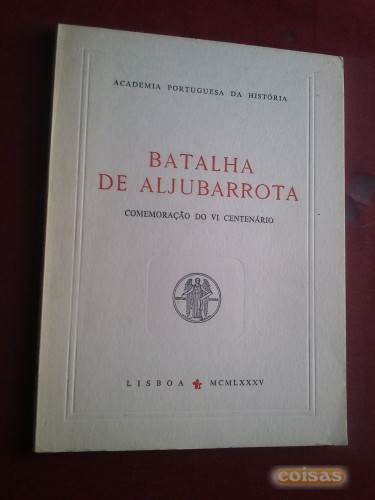 ACADEMIA PORTUGUESA DA HISTÓRIA
BATALHA
DE ALJUBARROTA
COMEMORAÇÃO DO VI CENTENÁRIO
LISBOA MCMLXXXV
coisas